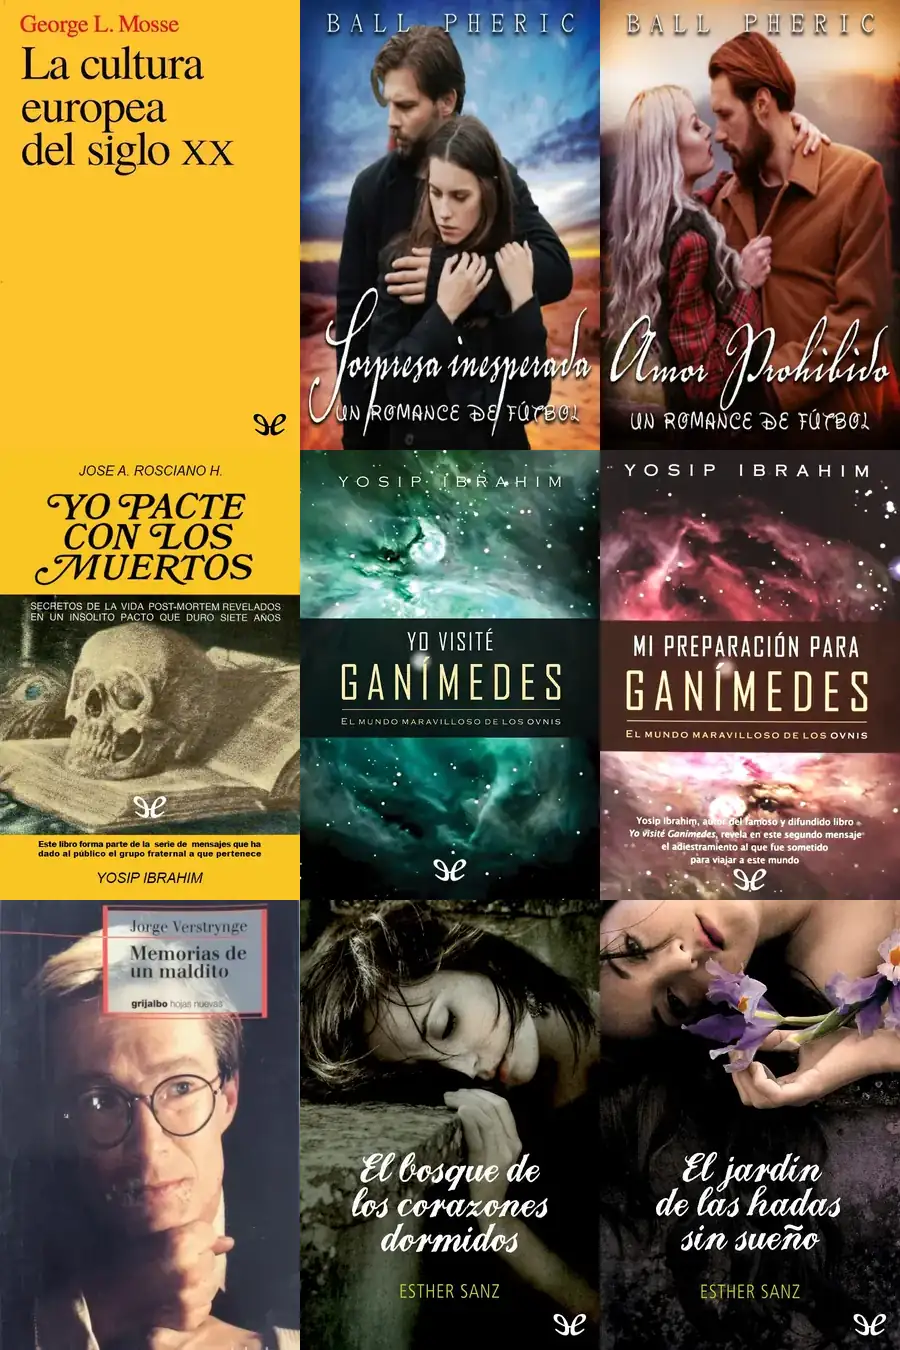 George L. Mosse
La cultura
europea
del siglo XX
BALL PHERIC
Sorpresa inesperada
UN ROMANCE DE FÚTBOL
BALL PHERIC
Amor Prohibido
UN ROMANCE DE FÚTBOL
JOSE A. ROSCIANO H.
YO PACTE
CON LOS
MUERTOS
SECRETOS DE LA VIDA POST-MORTEM REVELADOS
EN UN INSOLITO PACTO QUE DURO SIETE AÑOS
Este libro forma parte de la serie de mensajes que ha
dado al público el grupo fraternal a que pertenece
YOSIP IBRAHIM
YOSIP IBRAHIM
YO VISITÉ
GANÍMEDES
EL MUNDO MARAVILLOSO DE LOS OVNIS
YOSIP IBRAHIM
MI PREPARACIÓN PARA
GANÍMEDES
EL MUNDO MARAVILLOSO DE LOS OVNIS
Yosip Ibrahim, autor del famoso y difundido libro
Yo visité Ganimedes, revela en este segundo mensaje
el adiestramiento al que fue sometido
para viajar a este mundo
Jorge Verstrynge
Memorias de
un maldito
grijalbo hojas nuevas
El bosque de
los corazones
dormidos
ESTHER SANZ
El jardín
de las hadas
sin sueño
ESTHER SANZ